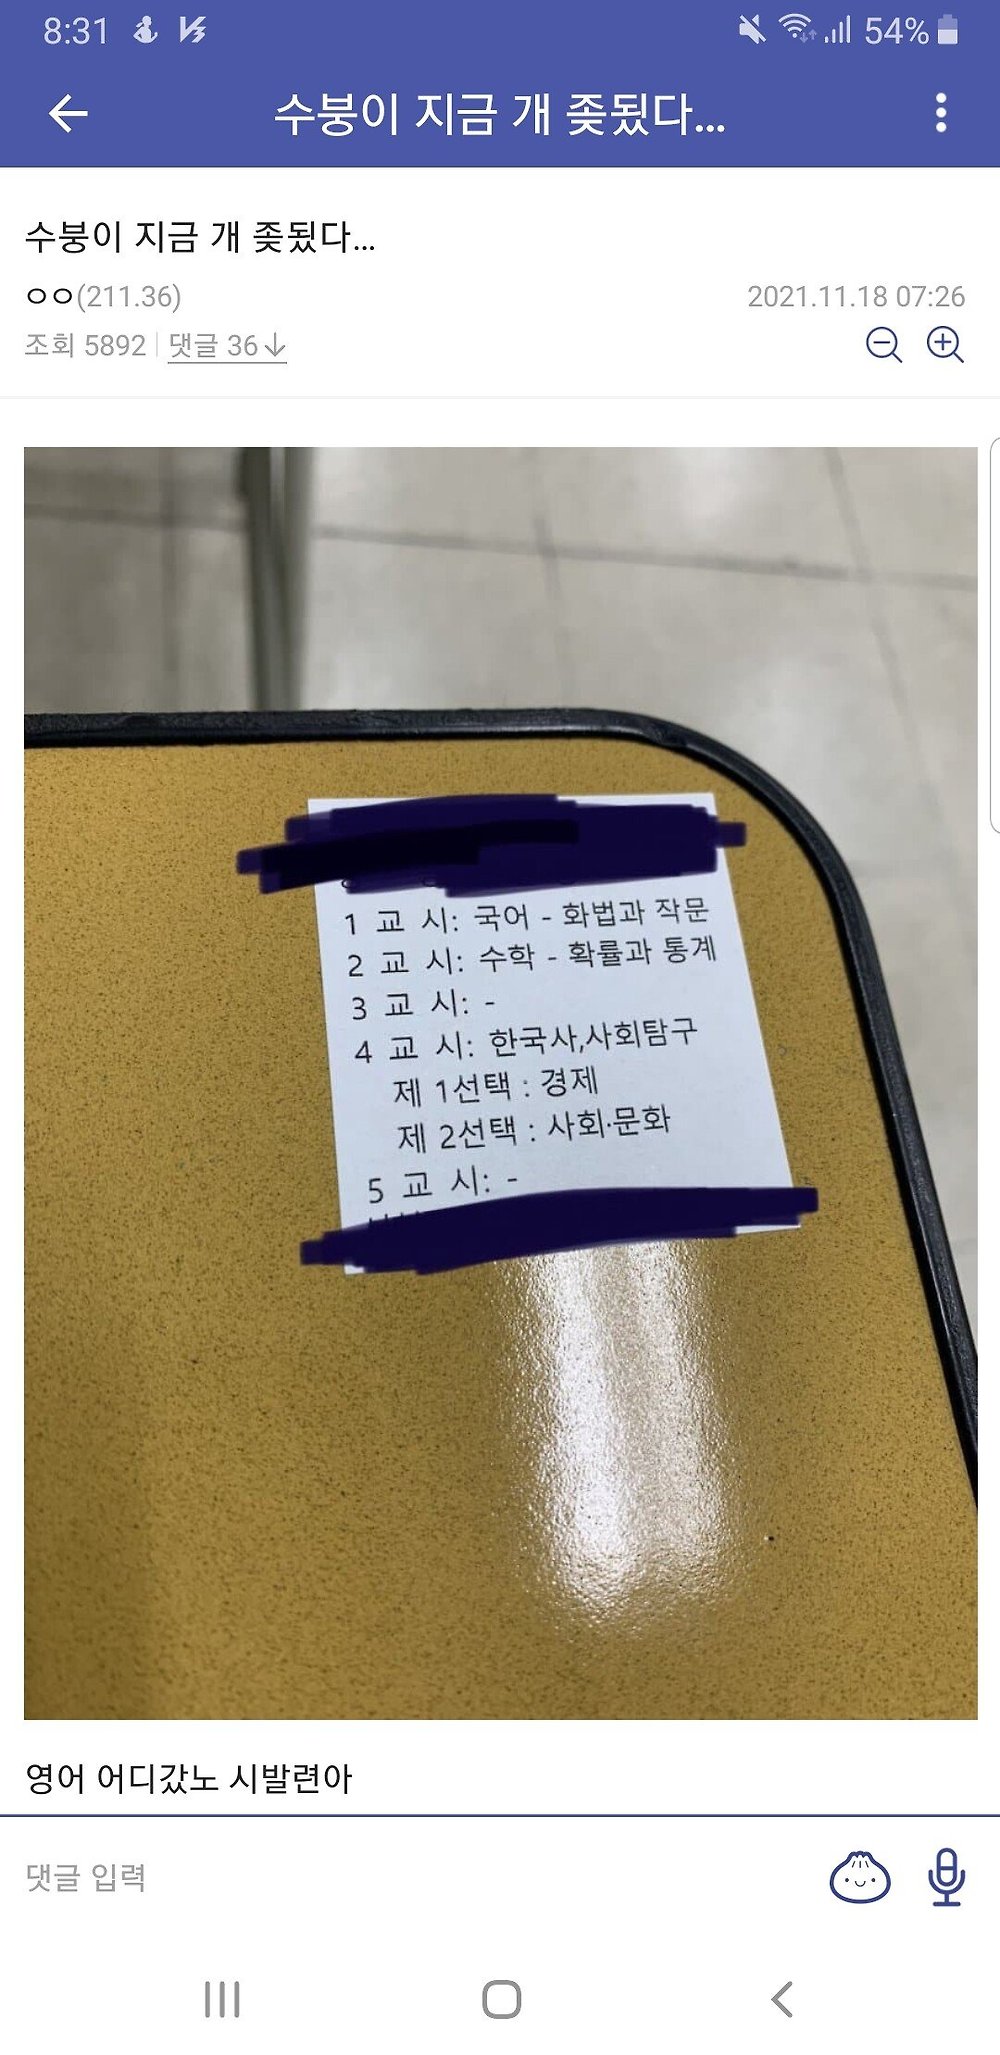 8:31
54%
수붕이 지금 개 좆됐다...
수붕이 지금 개 좆됐다...
ㅇㅇ(211.36)
2021.11.18 07:26
조회 5892
댓글 36
1 교 시: 국어 - 화법과 작문
2 교 시: 수학 - 확률과 통계
3 교 시: -
4 교 시: 한국사,사회탐구
제 1선택 : 경제
제 2선택 : 사회·문화
5 교 시: -
영어 어디갔노 시발련아
댓글 입력